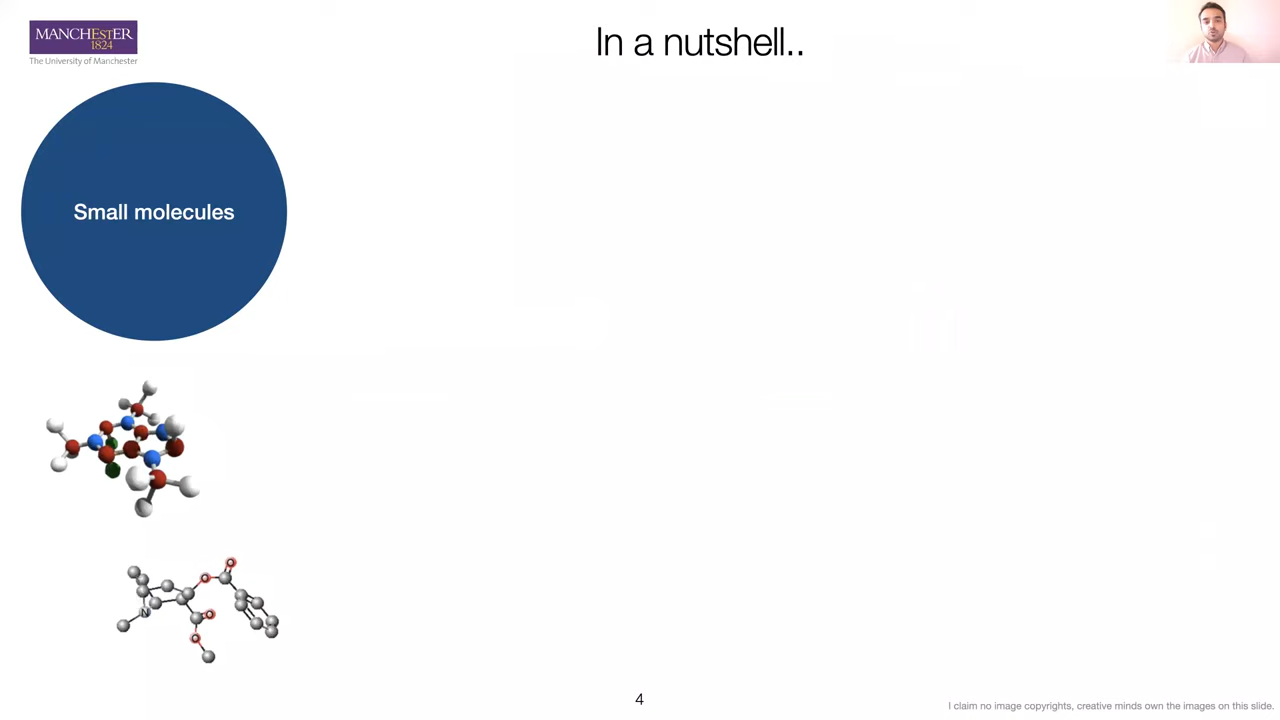 MANCHESTER
1824
The University of Manchester
In a nutshell..
Small molecules
O
O
N
O
O
4
I claim no image copyrights, creative minds own the images on this slide.